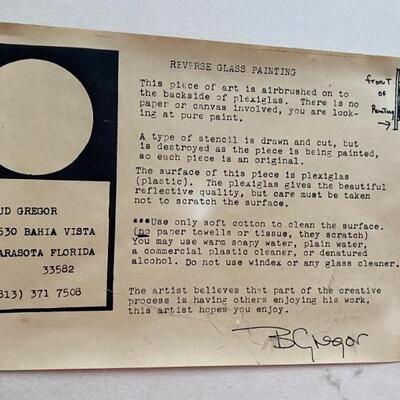 REVERSE GLASS PAINTING
This piece of art is airbrushed on to
the backside of plexiglas. There is no
paper or canvas involved, you are look-
ing at pure paint.
A type of stencil is drawn and cut, but
is destroyed as the piece is being painted,
so each piece is an original.
The surface of this piece is plexiglas
(plastic). The plexiglas gives the beautiful
reflective quality, but care must be taken
not to scratch the surface.
***Use only soft cotton to clean the surface.
(no paper towells or tissue, they scratch)
You may use warm soapy water, plain water,
a commercial plastic cleaner, or denatured
alcohol. Do not use windex or any glass cleaner.
The artist believes that part of the creative
process is having others enjoying his work,
this artist hopes you enjoy.
BGregor
front
of
Painting
UD GREGOR
530 BAHIA VISTA
ARASOTA FLORIDA
33582
813) 371 7508